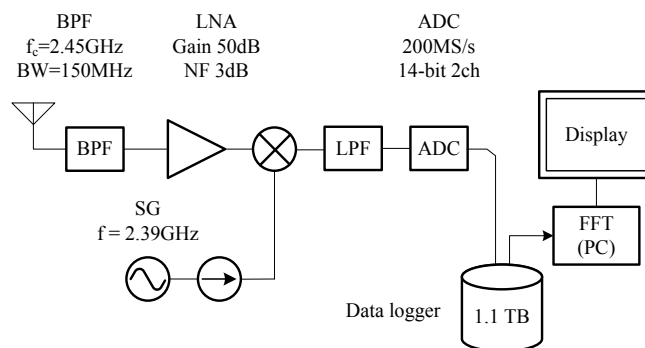 BPF
f_c=2.45GHz
BW=150MHz
LNA
Gain 50dB
NF 3dB
ADC
200MS/s
14-bit 2ch
BPF
LPF
ADC
Display
SG
f = 2.39GHz
FFT
(PC)
Data logger
1.1 TB